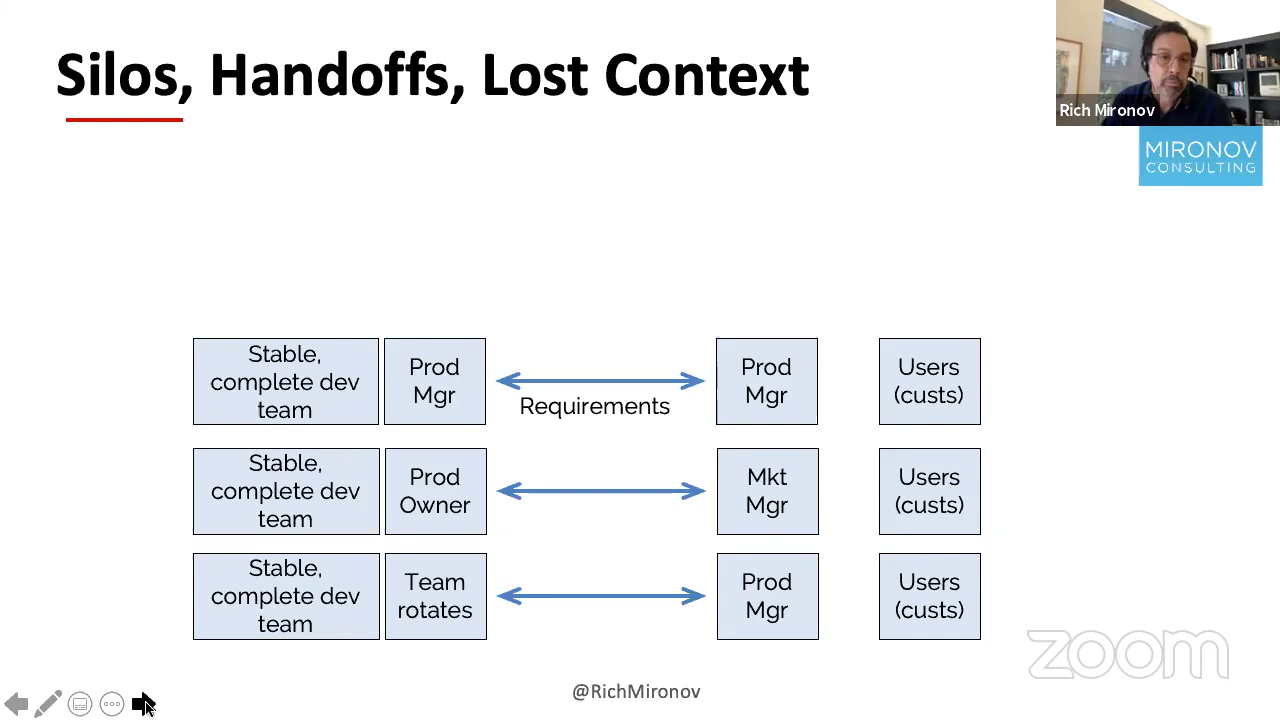 Silos, Handoffs, Lost Context
Rich Mironov
MIRONOV
CONSULTING
Stable,
complete dev
team
Prod
Mgr
Requirements
Prod
Mgr
Users
(custs)
Stable,
complete dev
team
Prod
Owner
Mkt
Mgr
Users
(custs)
Stable,
complete dev
team
Team
rotates
Prod
Mgr
Users
(custs)
zoom
@RichMironov